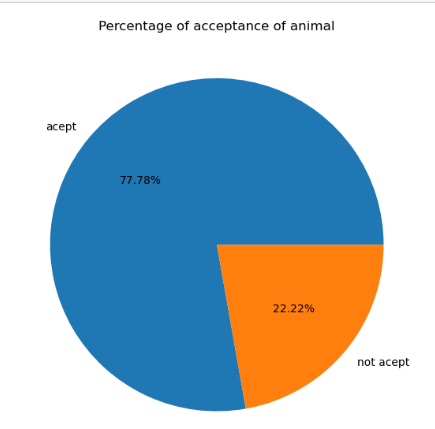 Percentage of acceptance of animal
acept
77.78%
22.22%
not acept